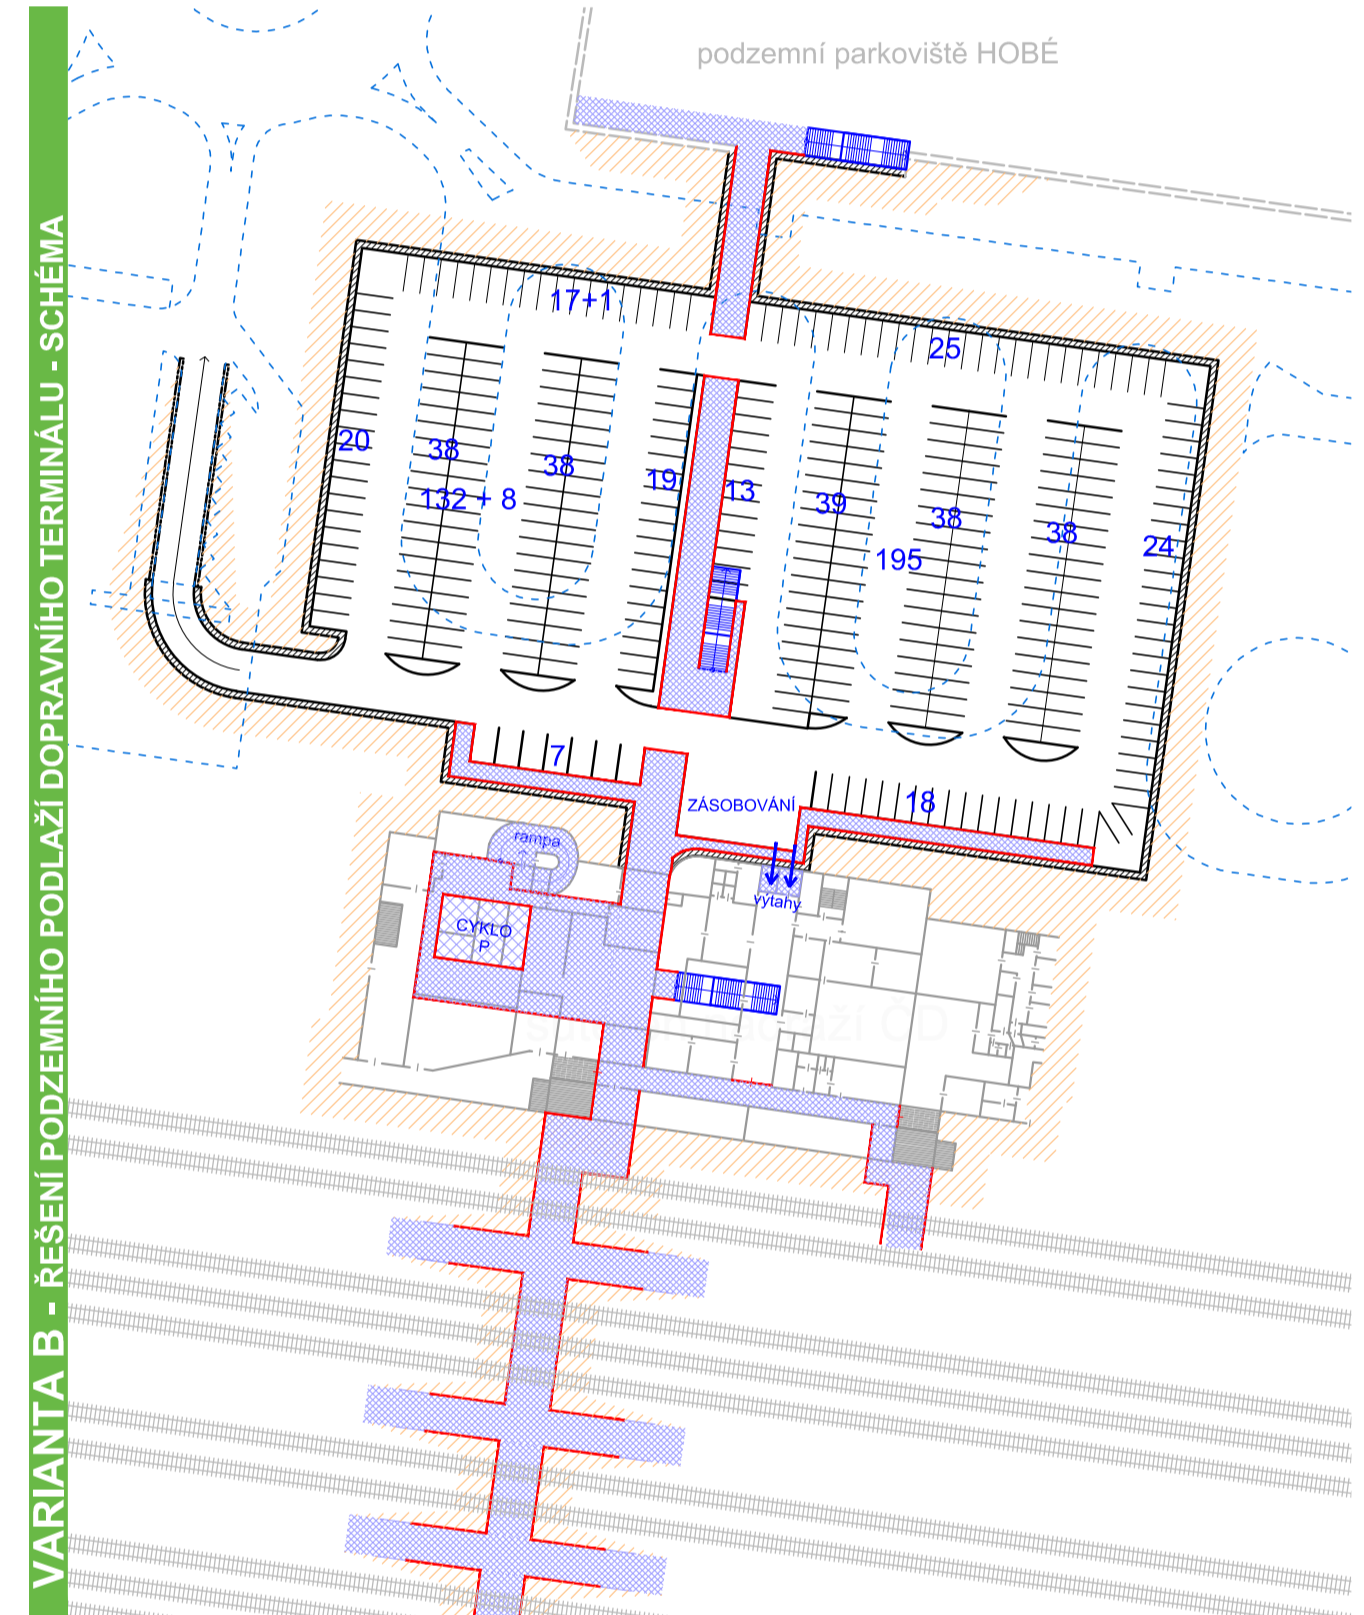 VARIANTA B - ŘEŠENÍ PODZEMNÍHO PODLAŽÍ DOPRAVNÍHO TERMINÁLU - SCHÉMA
podzemní parkoviště HOBÉ
17+1
25
20
38
38
19
13
39
38
38
24
132 + 8
195
7
ZÁSOBOVÁNÍ
18
rampa
výtahy
CYKLO
P